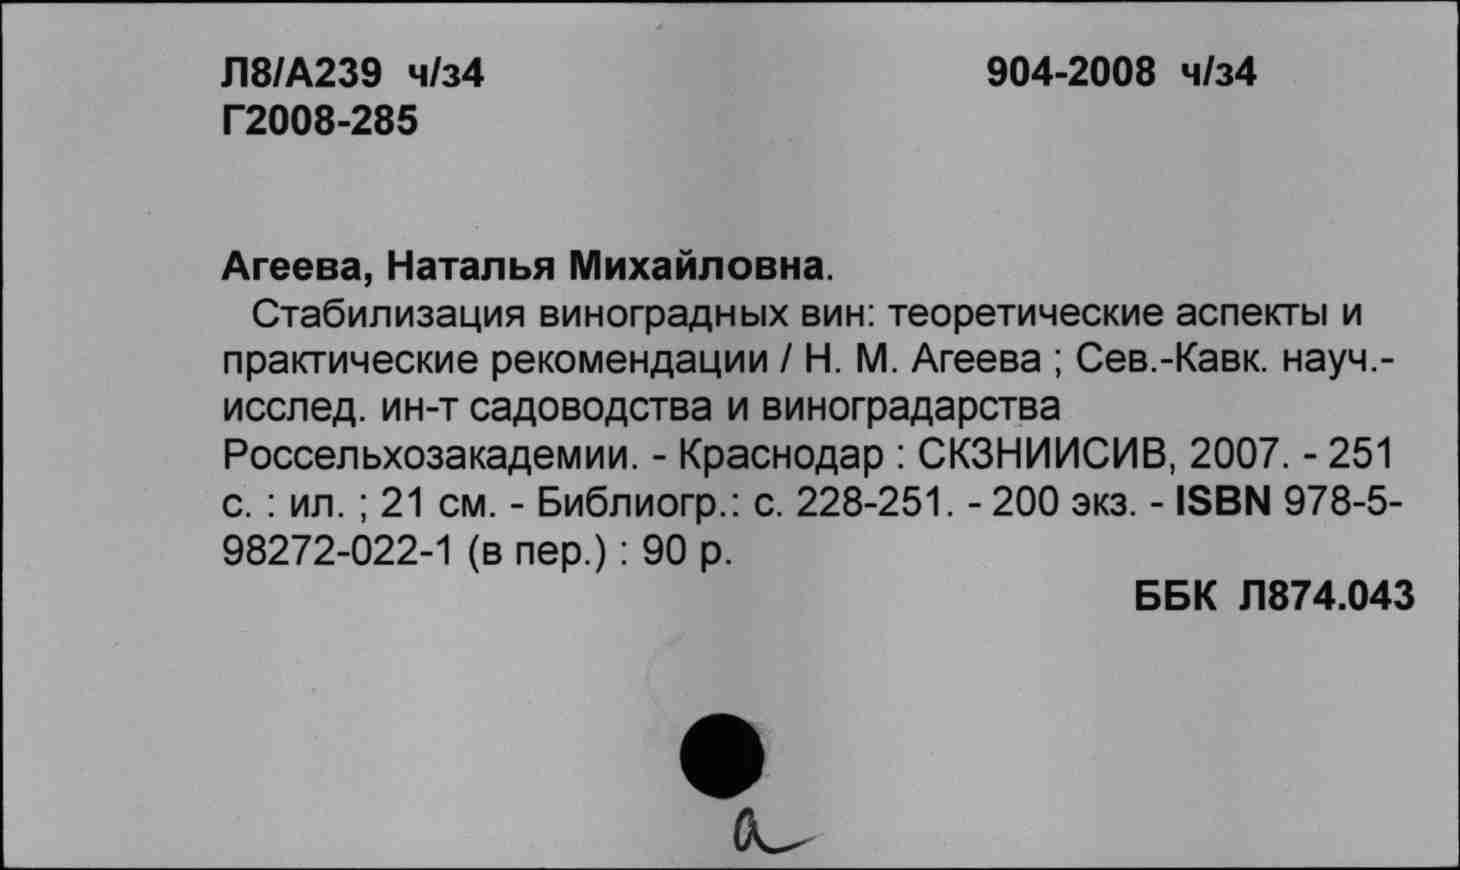 Л8/А239 ч/з4 904-2008 ч/з4
Г2008-285
Агеева, Наталья Михайловна.
Стабилизация виноградных вин: теоретические аспекты и
практические рекомендации / Н. М. Агеева ; Сев.-Кавк. науч.-
исслед. ин-т садоводства и виноградарства
Россельхозакадемии. - Краснодар : СКЗНИИСИВ, 2007. - 251
с. : ил. ; 21 см. - Библиогр.: с. 228-251. - 200 экз. - ISBN 978-5-
98272-022-1 (в пер.) : 90 р.
ББК Л874.043
а